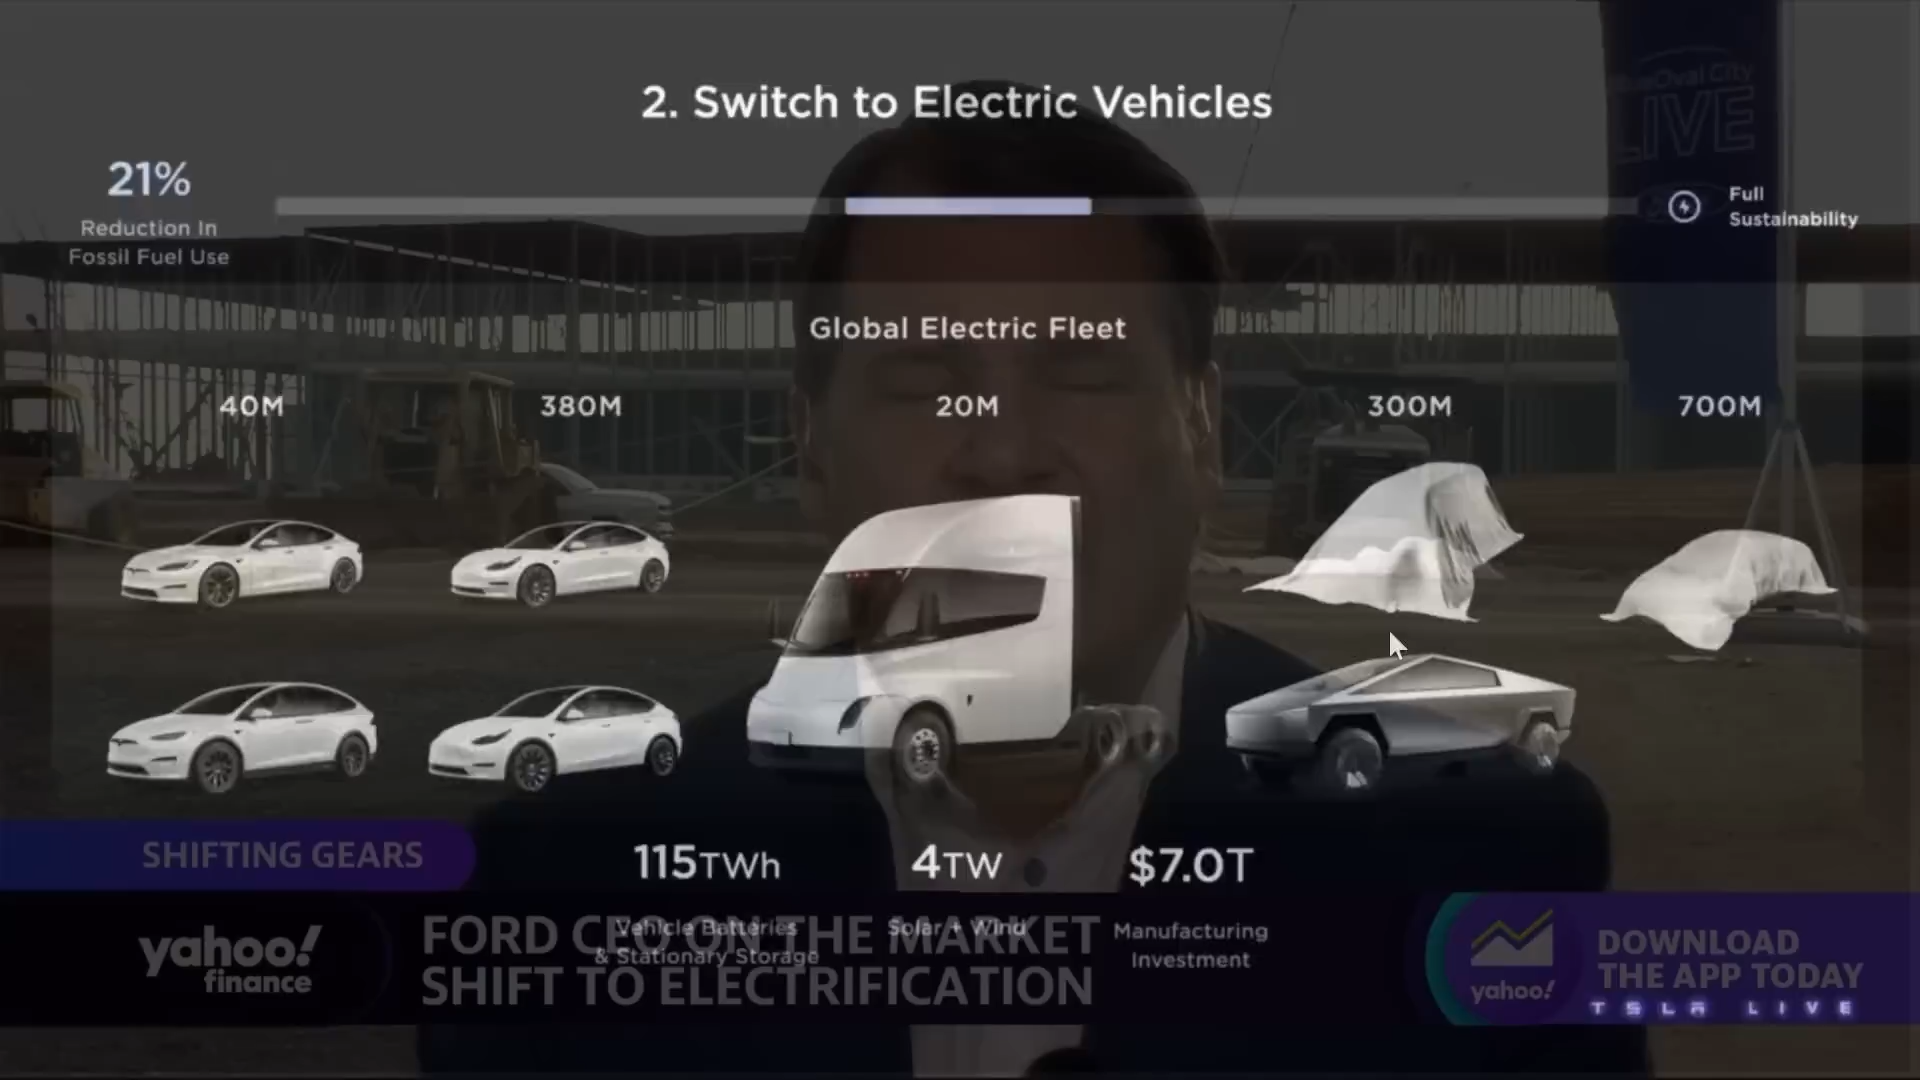 2. Switch to Electric Vehicles
21%
Reduction In
Fossil Fuel Use
Full
Sustainability
BlueOval City
LIVE
Global Electric Fleet
40M
380M
20M
300M
700M
115TWh
4TW
$7.0T
Vehicle Batteries
& Stationary Storage
Solar + Wind
Manufacturing
Investment
SHIFTING GEARS
yahoo!
finance
FORD CEO ON THE MARKET
SHIFT TO ELECTRIFICATION
yahoo!
DOWNLOAD
THE APP TODAY
TSLA LIVE